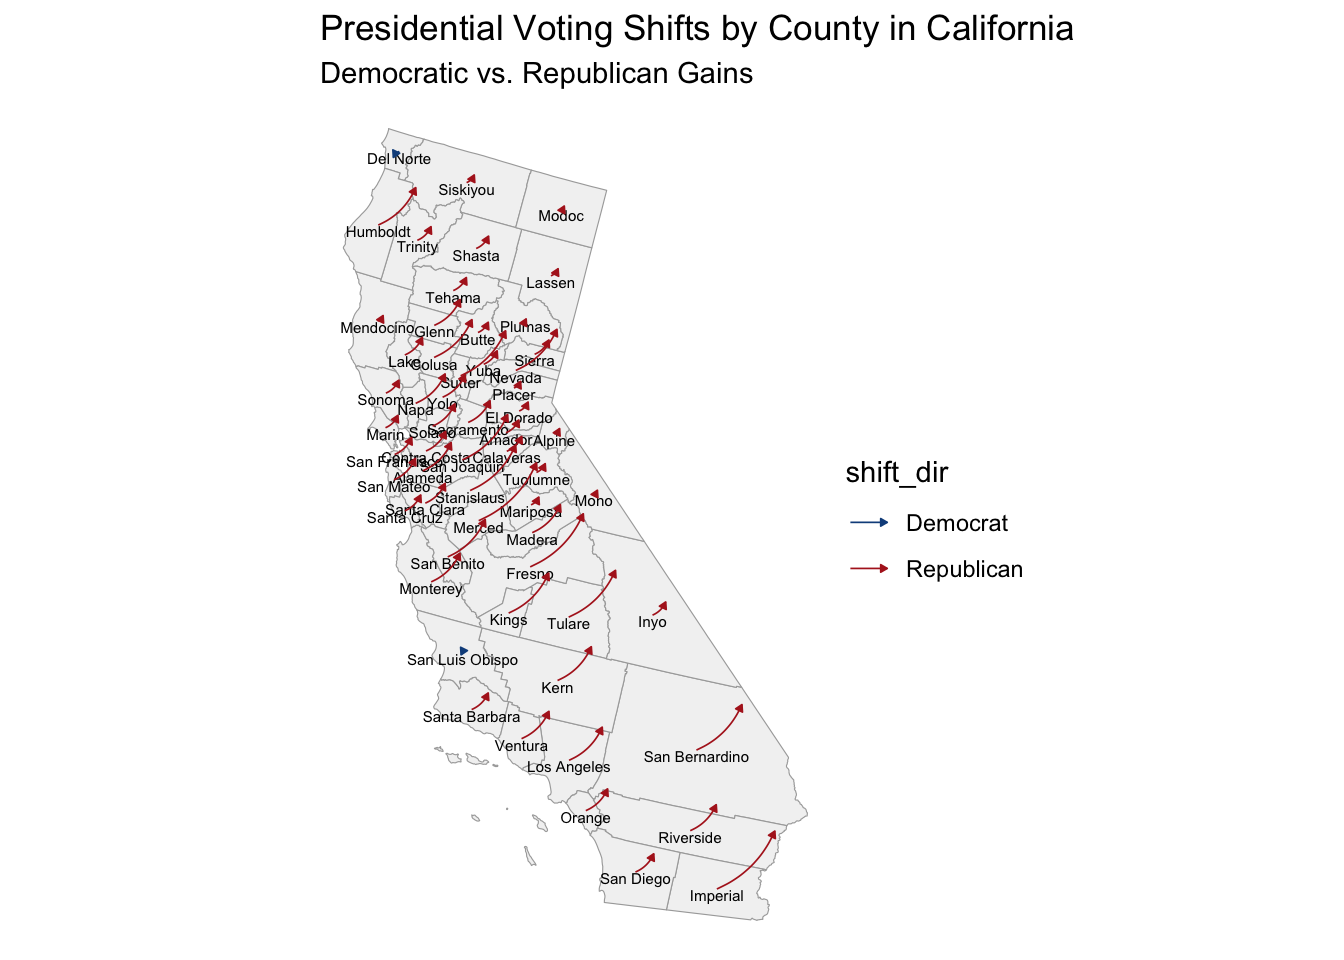 Presidential Voting Shifts by County in California
Democratic vs. Republican Gains
Del Norte
Siskiyou
Modoc
Humboldt
Trinity
Shasta
Lassen
Tehama
Mendocino
Glenn
Butte
Plumas
Lake
Colusa
Yuba
Sierra
Sutter
Nevada
Placer
Sonoma
Napa
Yolo
El Dorado
Marin
Solano
Sacramento
Amador
Alpine
San Francisco
Contra Costa
Calaveras
San Joaquin
Alameda
San Mateo
Tuolumne
Stanislaus
Mono
Santa Clara
Santa Cruz
Mariposa
Merced
Madera
San Benito
Fresno
Monterey
Kings
Tulare
Inyo
San Luis Obispo
Kern
Santa Barbara
Ventura
Los Angeles
San Bernardino
Orange
Riverside
San Diego
Imperial
shift_dir
Democrat
Republican